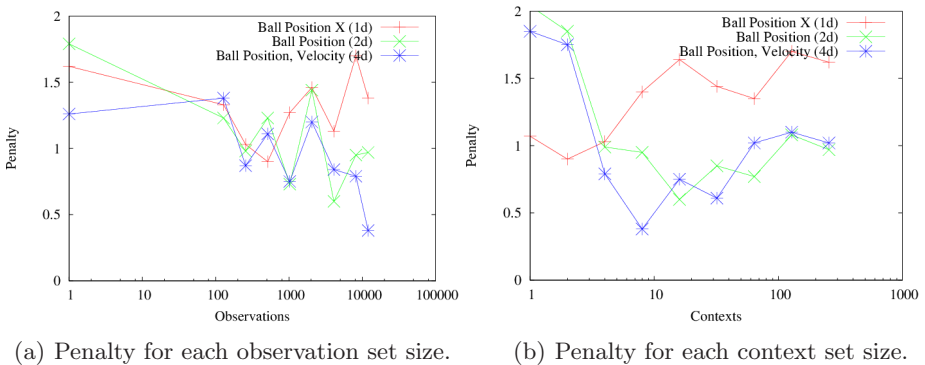 2
1.5
1
0.5
0
Penalty
Ball Position X (1d)
Ball Position (2d)
Ball Position, Velocity (4d)
1 10 100 1000 10000 100000
Observations
(a) Penalty for each observation set size.
2
1.5
1
0.5
0
Penalty
Ball Position X (1d)
Ball Position (2d)
Ball Position, Velocity (4d)
1 10 100 1000
Contexts
(b) Penalty for each context set size.